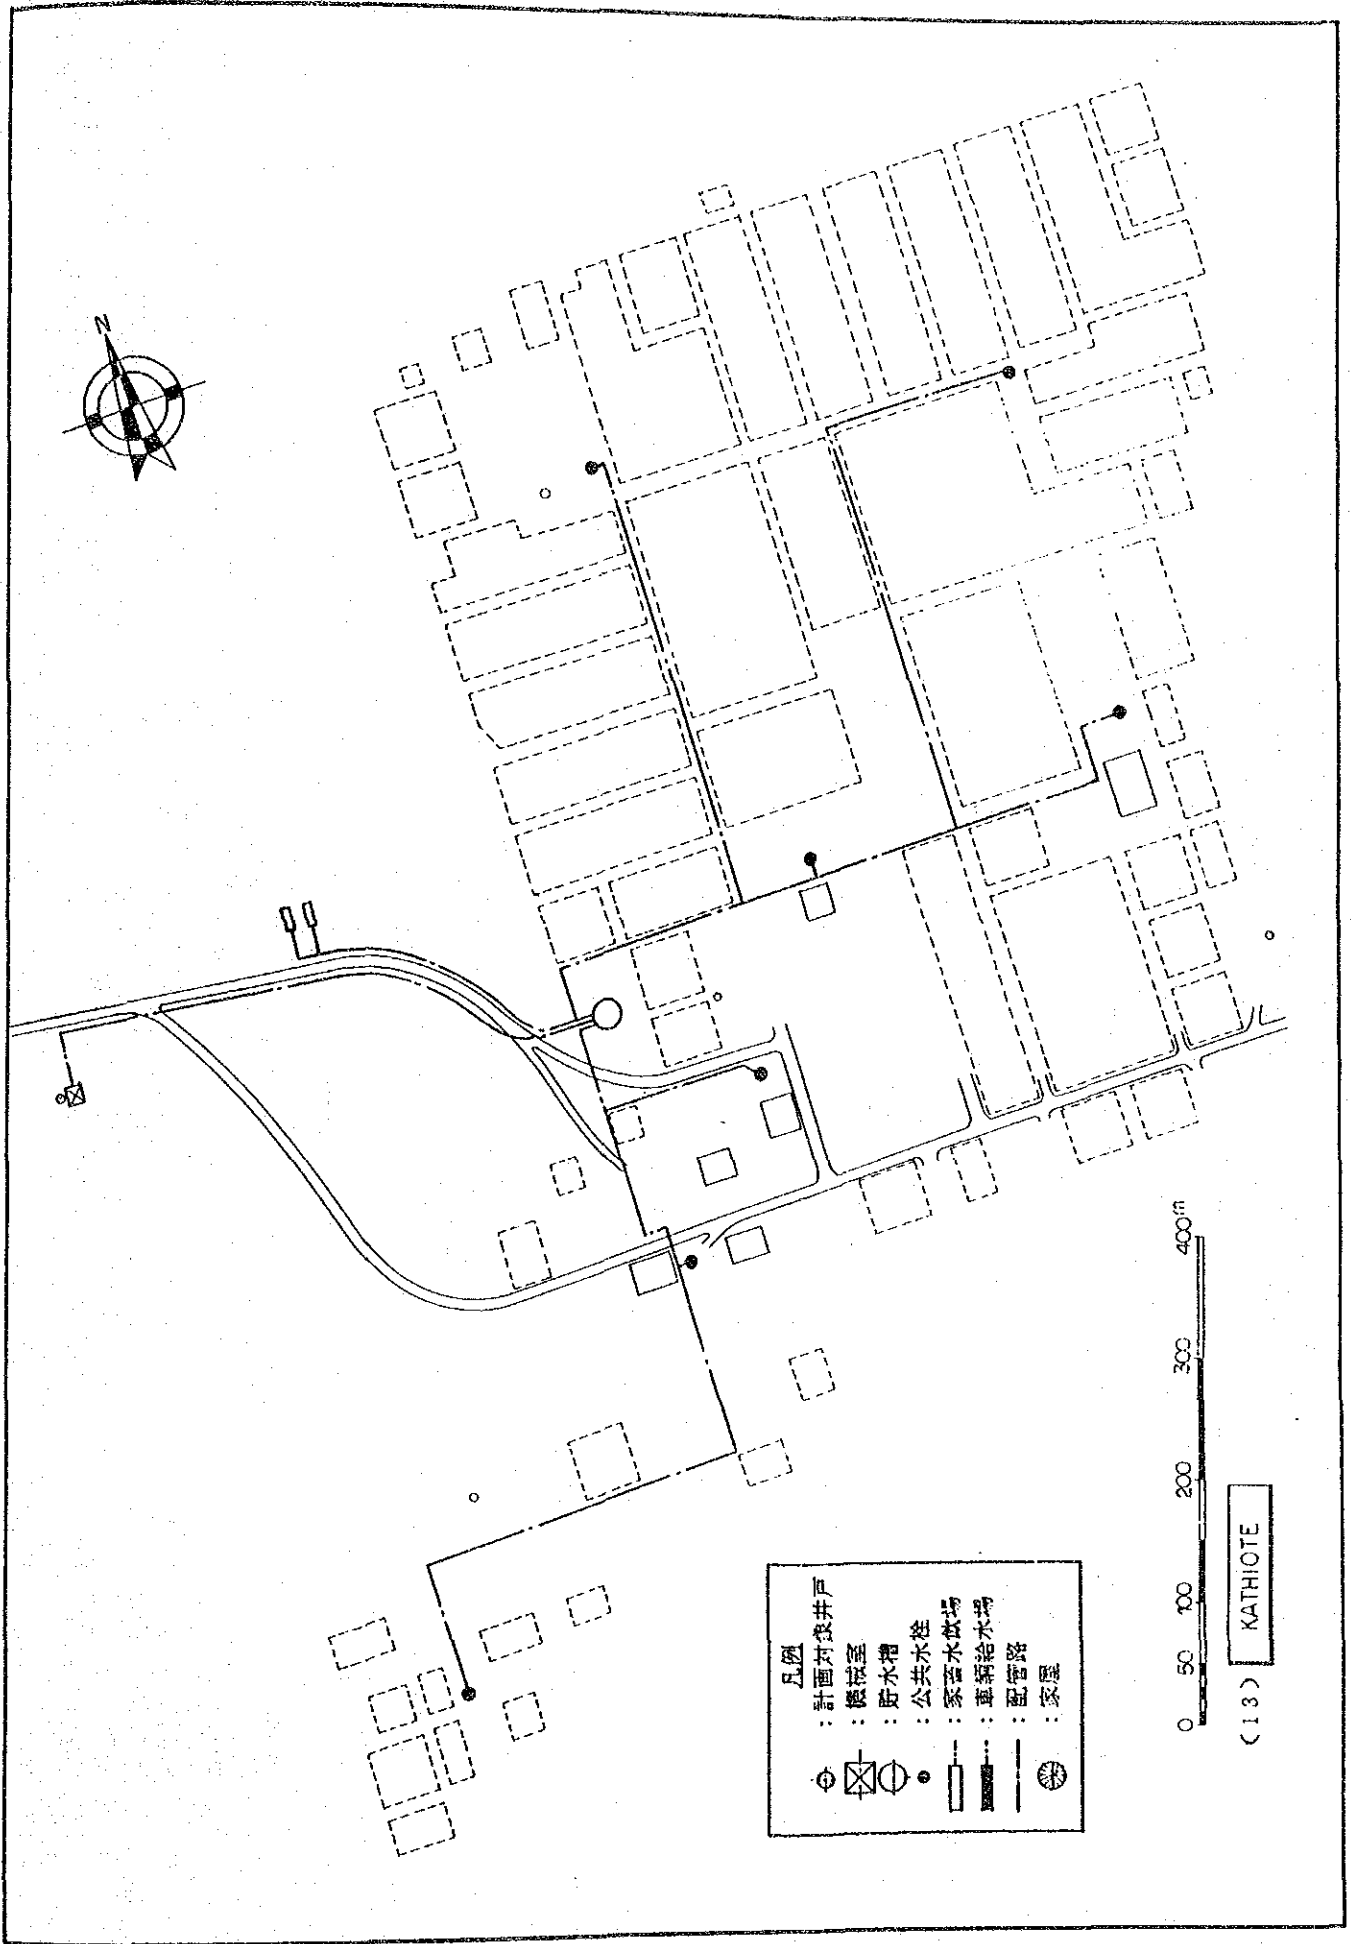 N
凡例
：計画対象井戸
：機械室
：貯水槽
：公共水栓
：家畜水飲場
：車輌給水場
：配管路
：家屋
0 50 100 200 300 400m
(13) KATHIOTE